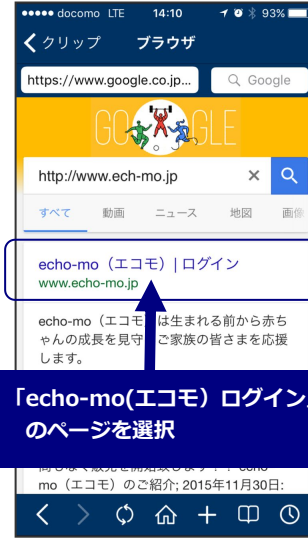 docomo LTE 14:10 93%
クリップ ブラウザ
https://www.google.co.jp... Google
GOOGLE
http://www.ech-mo.jp
すべて 動画 ニュース 地図 画像
echo-mo（エコモ）| ログイン
www.echo-mo.jp
echo-mo（エコモ）は生まれる前から赤ち
ゃんの成長を見守 ご家族の皆さまを応援
します。
「echo-mo(エコモ）ログイン」
のページを選択
mo（エコモ）のご紹介; 2015年11月30日: